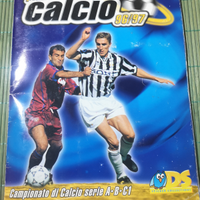 calcio
96/97
Campionato di Calcio serie A-B-C1
DS